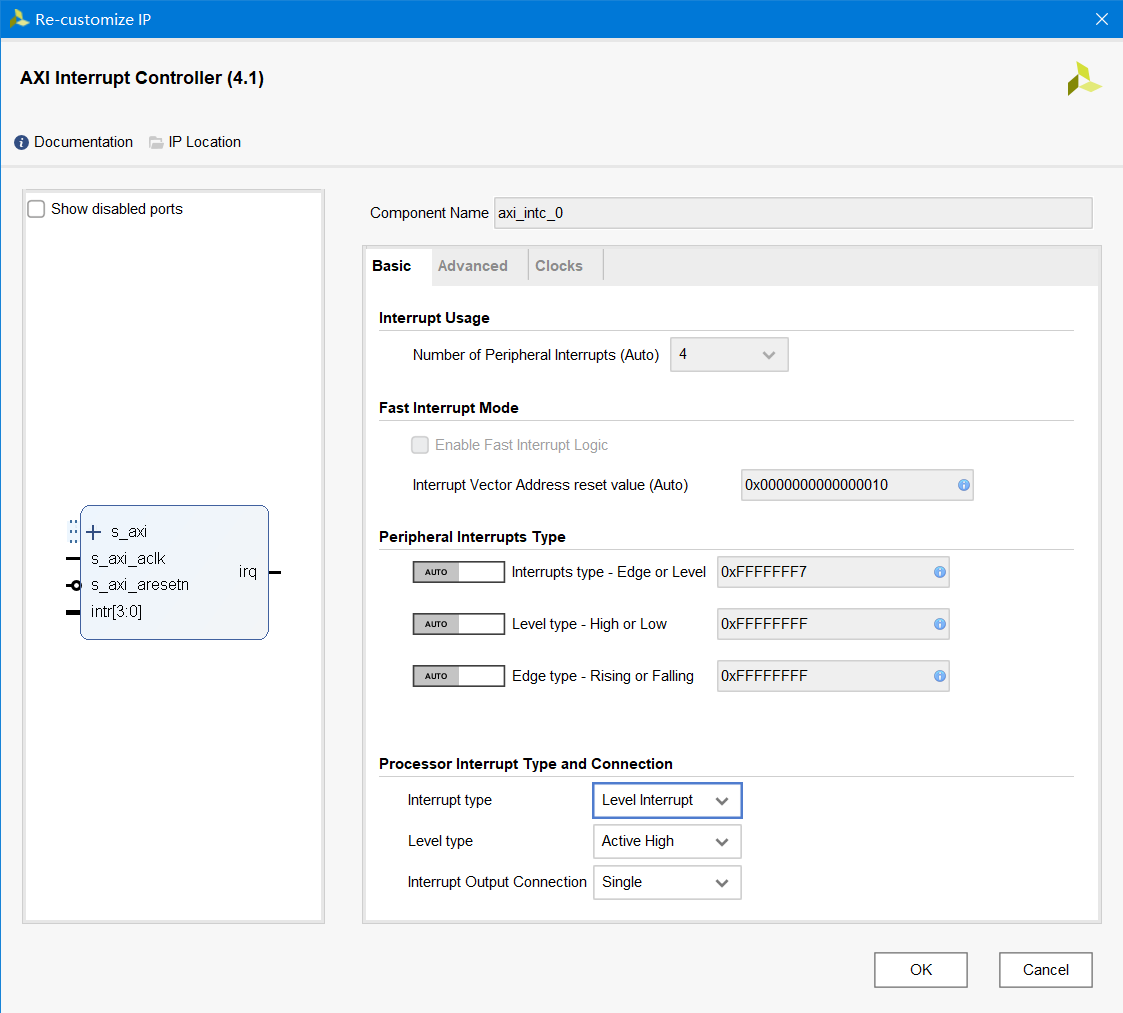 Re-customize IP
AXI Interrupt Controller (4.1)
Documentation IP Location
Show disabled ports
s_axi
s_axi_aclk
s_axi_aresetn
intr[3:0]
irq
Component Name axi_intc_0
Basic Advanced Clocks
Interrupt Usage
Number of Peripheral Interrupts (Auto) 4
Fast Interrupt Mode
Enable Fast Interrupt Logic
Interrupt Vector Address reset value (Auto) 0x0000000000000010
Peripheral Interrupts Type
AUTO Interrupts type - Edge or Level 0xFFFFFFF7
AUTO Level type - High or Low 0xFFFFFFFF
AUTO Edge type - Rising or Falling 0xFFFFFFFF
Processor Interrupt Type and Connection
Interrupt type Level Interrupt
Level type Active High
Interrupt Output Connection Single
OK Cancel